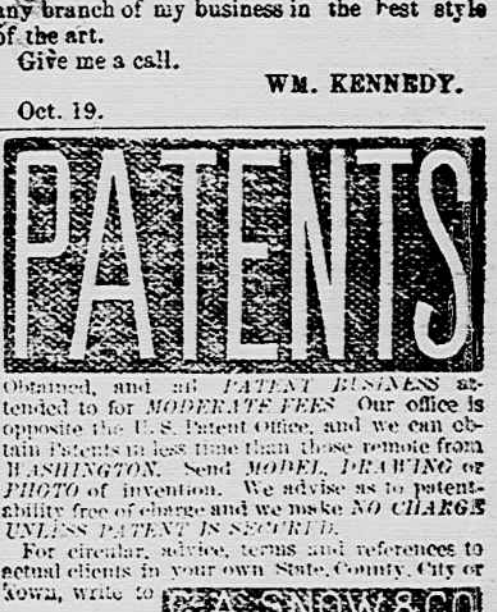 any branch of my business in the best style
of the art.
Give me a call.
WM. KENNEDY.
Oct. 19.
PATENTS
Obtained, and all PATENT BUSINESS at-
tended to for MODERATE FEES Our office is
opposite the U. S. Patent Office, and we can ob-
tain Patents in less time than those remote from
WASHINGTON. Send MODEL, DRAWING or
PHOTO of invention. We advise as to patent-
ability free of charge and we make NO CHARGE
UNLESS PATENT IS SECURED.
For circular, advice, terms and references to
actual clients in your own State, County, City or
Town, write to C. A. SNOW & CO